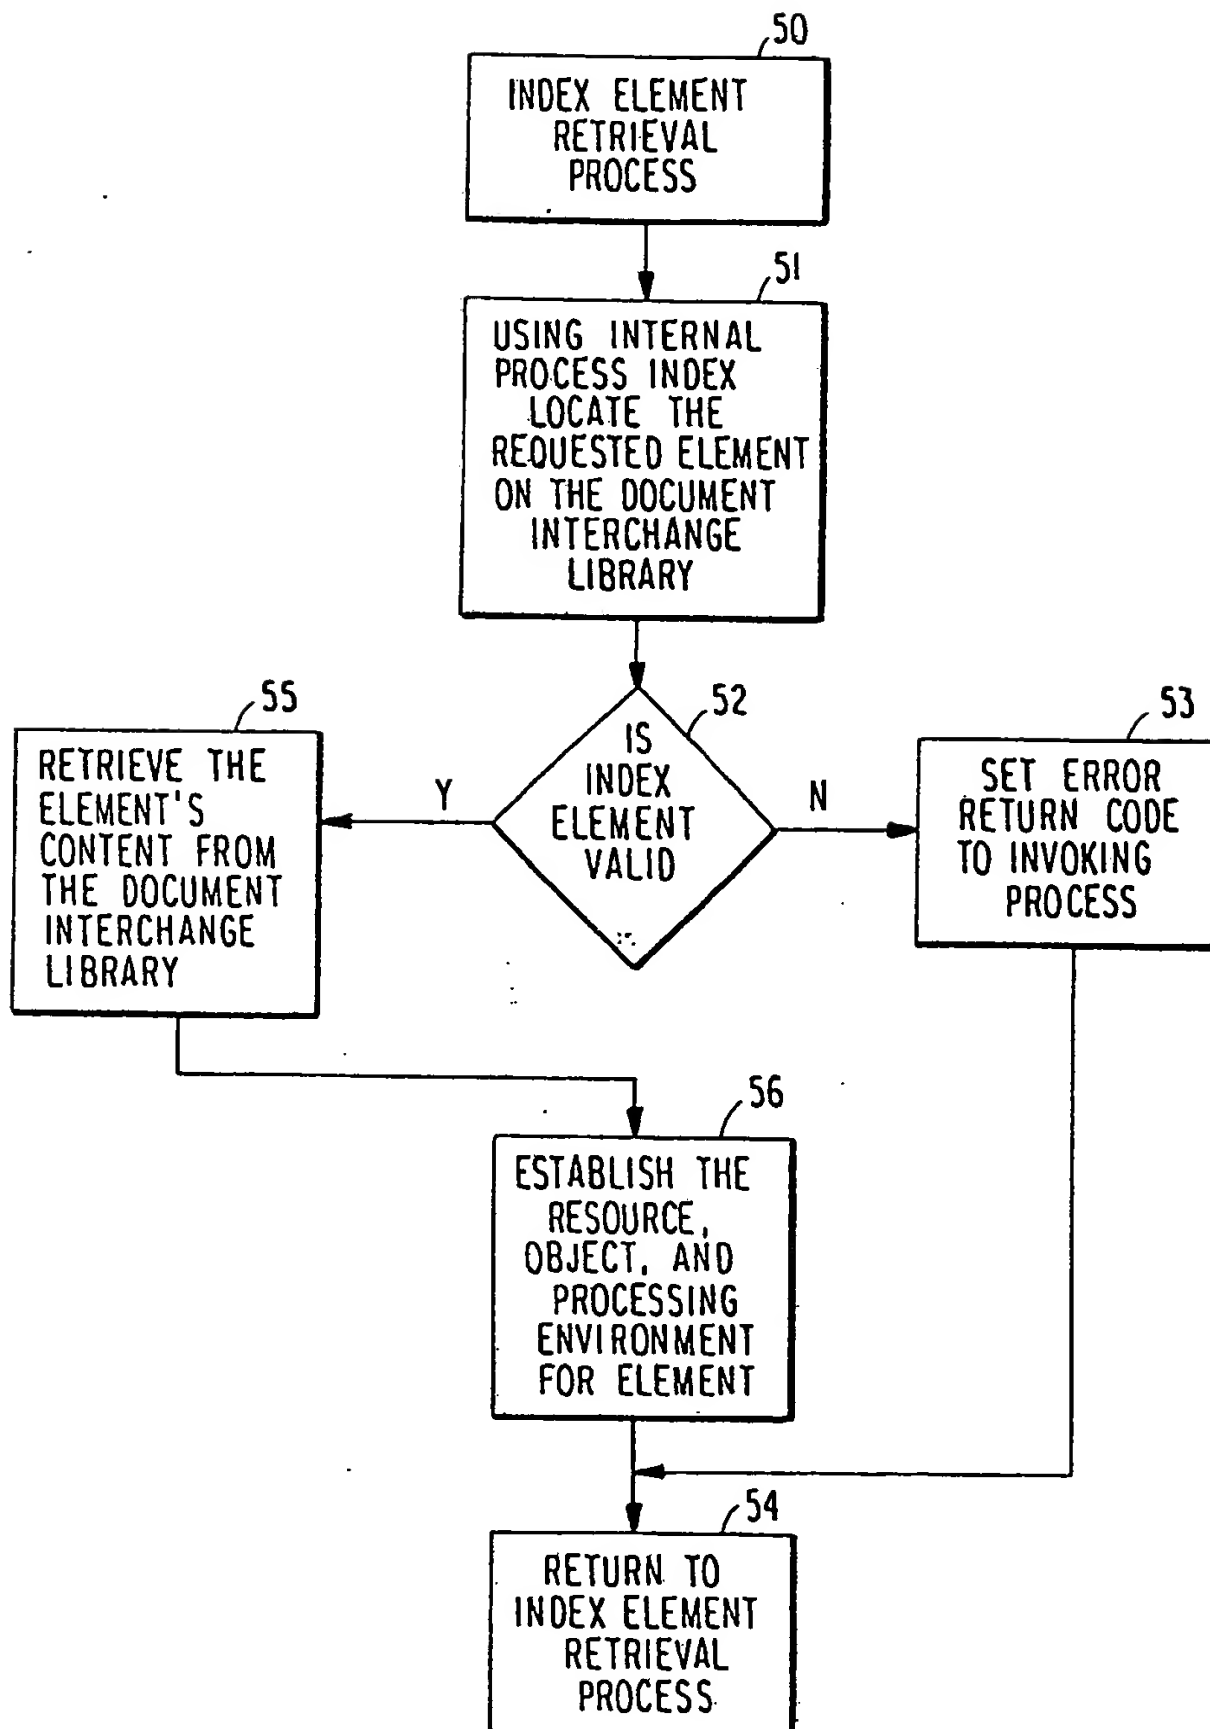 50
INDEX ELEMENT
RETRIEVAL
PROCESS
51
USING INTERNAL
PROCESS INDEX
LOCATE THE
REQUESTED ELEMENT
ON THE DOCUMENT
INTERCHANGE
LIBRARY
52
IS
INDEX
ELEMENT
VALID
Y
N
55
RETRIEVE THE
ELEMENT'S
CONTENT FROM
THE DOCUMENT
INTERCHANGE
LIBRARY
53
SET ERROR
RETURN CODE
TO INVOKING
PROCESS
56
ESTABLISH THE
RESOURCE,
OBJECT, AND
PROCESSING
ENVIRONMENT
FOR ELEMENT
54
RETURN TO
INDEX ELEMENT
RETRIEVAL
PROCESS